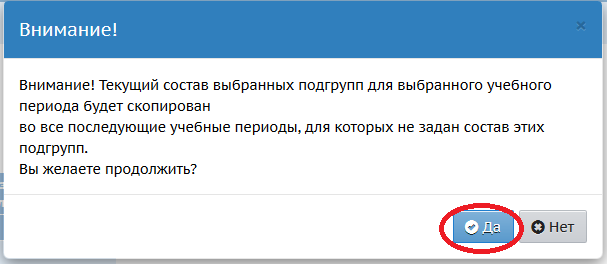 Внимание!
Внимание! Текущий состав выбранных подгрупп для выбранного учебного
периода будет скопирован
во все последующие учебные периоды, для которых не задан состав этих
подгрупп.
Вы желаете продолжить?
Да
Нет